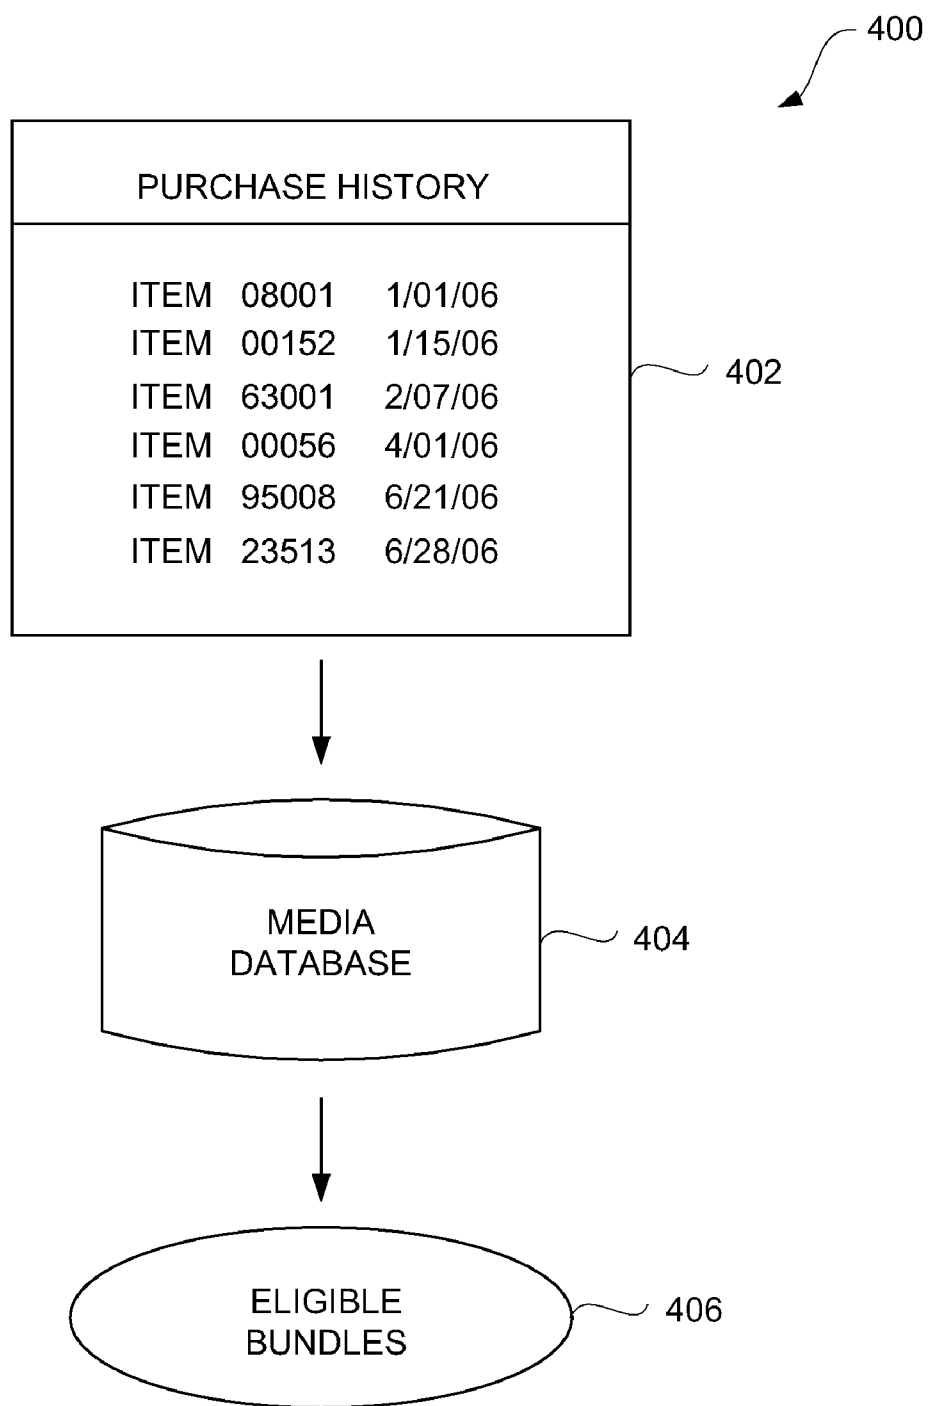 400
PURCHASE HISTORY
ITEM 08001 1/01/06
ITEM 00152 1/15/06
ITEM 63001 2/07/06
ITEM 00056 4/01/06
ITEM 95008 6/21/06
ITEM 23513 6/28/06
402
MEDIA
DATABASE
404
ELIGIBLE
BUNDLES
406